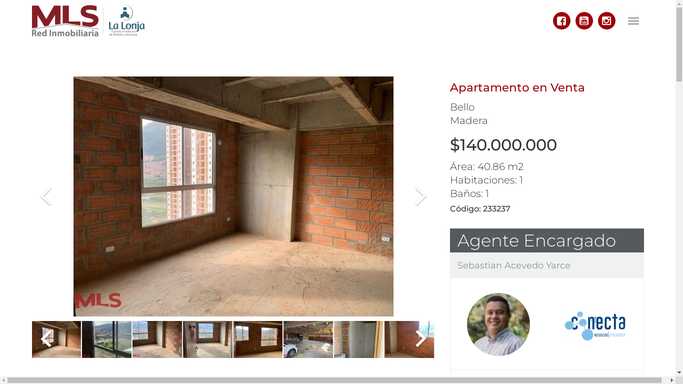 MLS
Red Inmobiliaria
La Lonja
Apartamento en Venta
Bello
Madera
$140.000.000
Área: 40.86 m2
Habitaciones: 1
Baños: 1
Código: 233237
MLS
Agente Encargado
Sebastian Acevedo Yarce
conecta